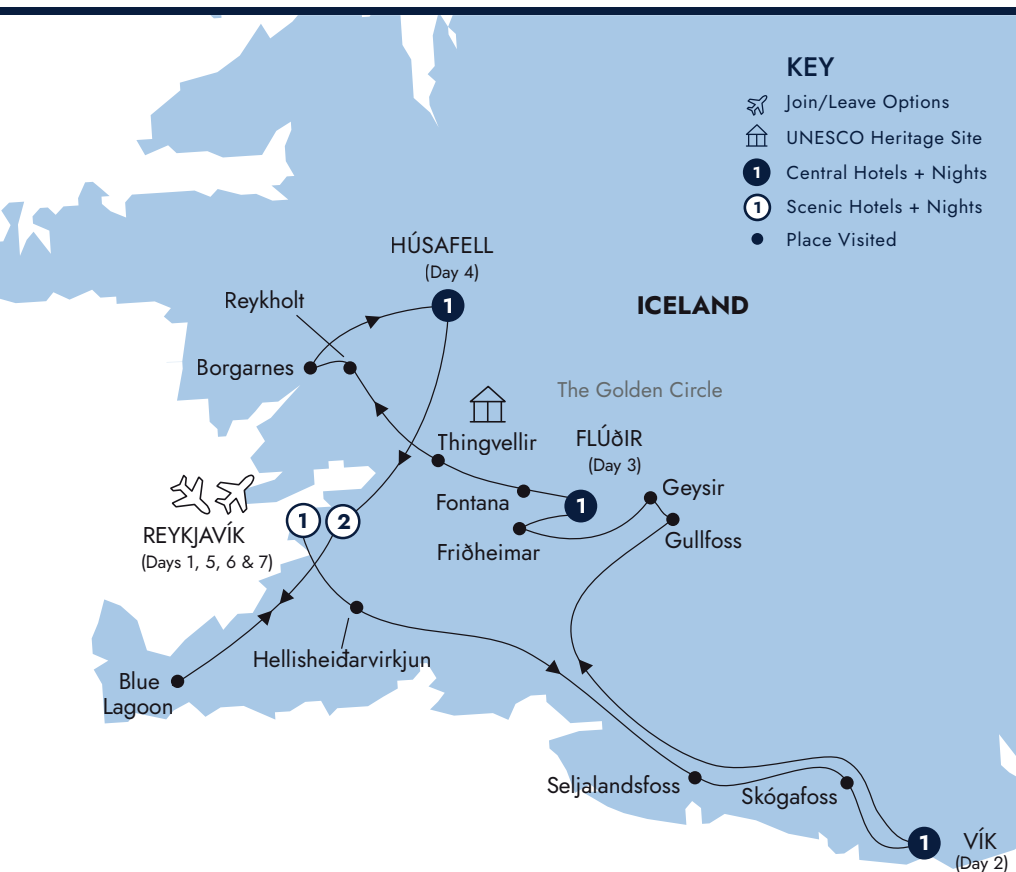 KEY
Join/Leave Options
UNESCO Heritage Site
1 Central Hotels + Nights
1 Scenic Hotels + Nights
Place Visited
HÚSAFELL
(Day 4)
1
Reykholt
ICELAND
Borgarnes
The Golden Circle
Thingvellir
FLÚðIR
(Day 3)
Geysir
Fontana
1
Gullfoss
Friðheimar
1
2
REYKJAVÍK
(Days 1, 5, 6 & 7)
Hellisheiđarvirkjun
Blue
Lagoon
Seljalandsfoss
Skógafoss
1
VÍK
(Day 2)